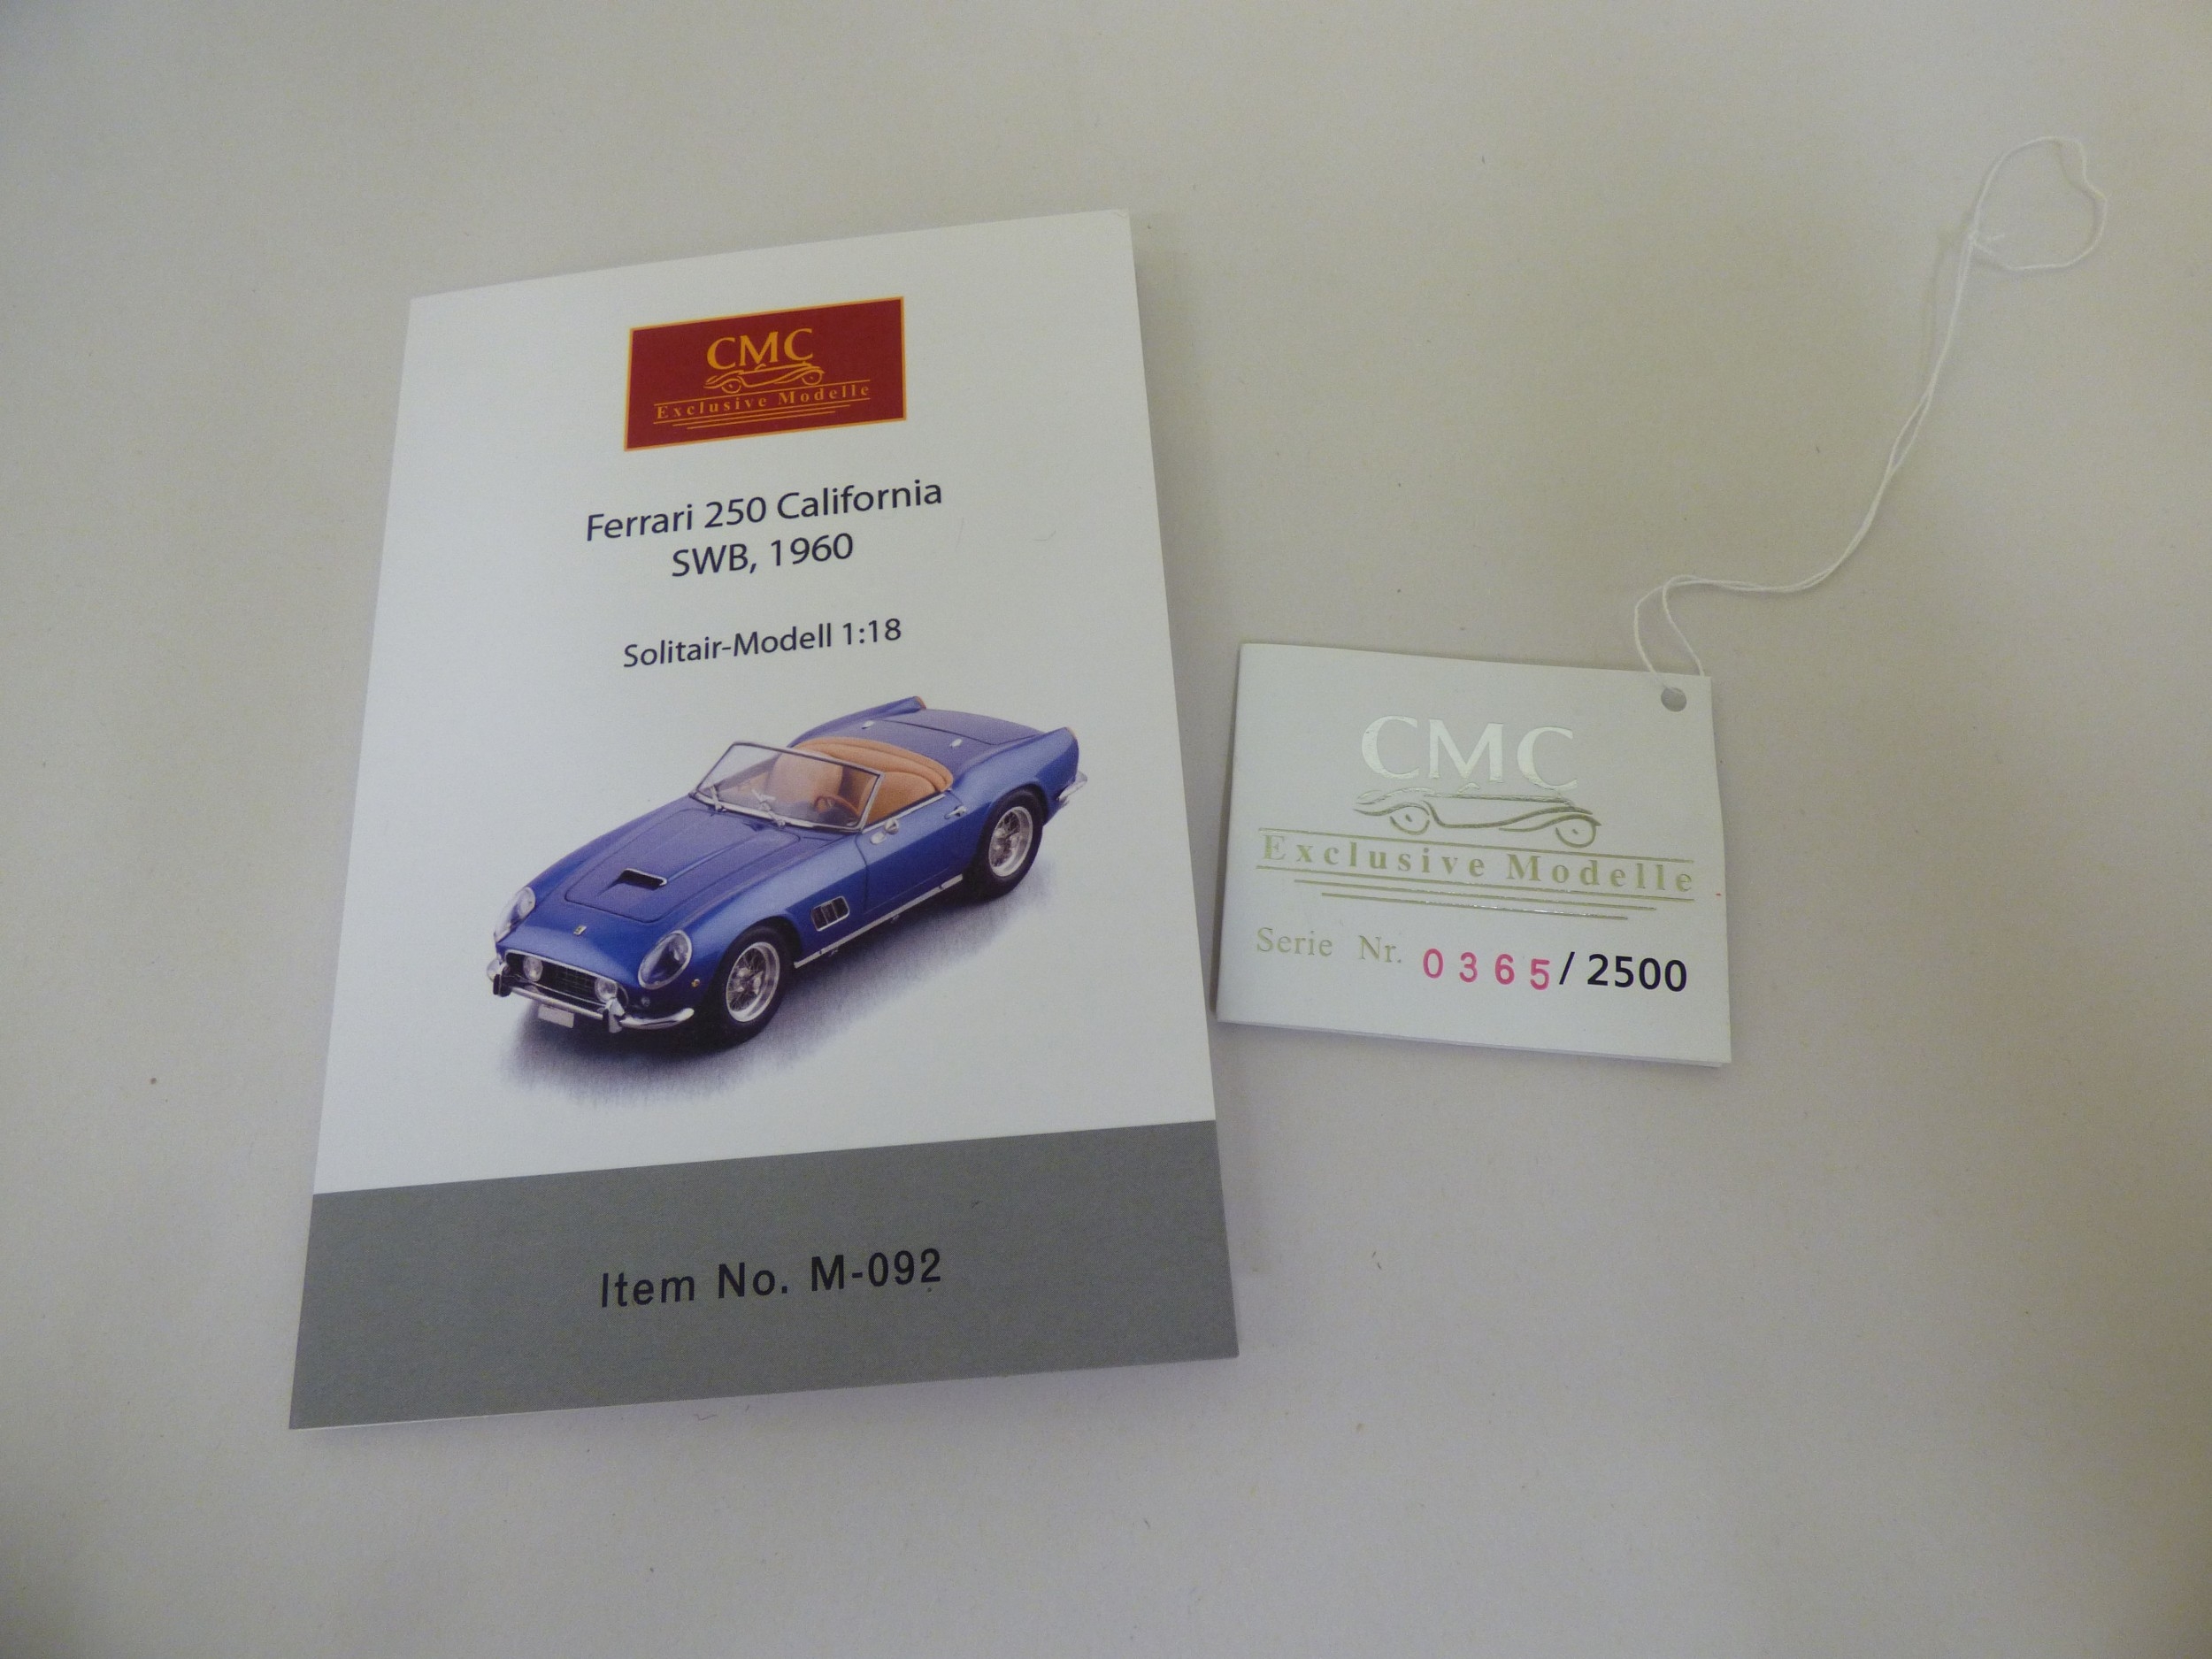 CMC
Exclusive Modelle
Ferrari 250 California
SWB, 1960
Solitair-Modell 1:18
Item No. M-092
CMC
Exclusive Modelle
Serie Nr. 0365/2500